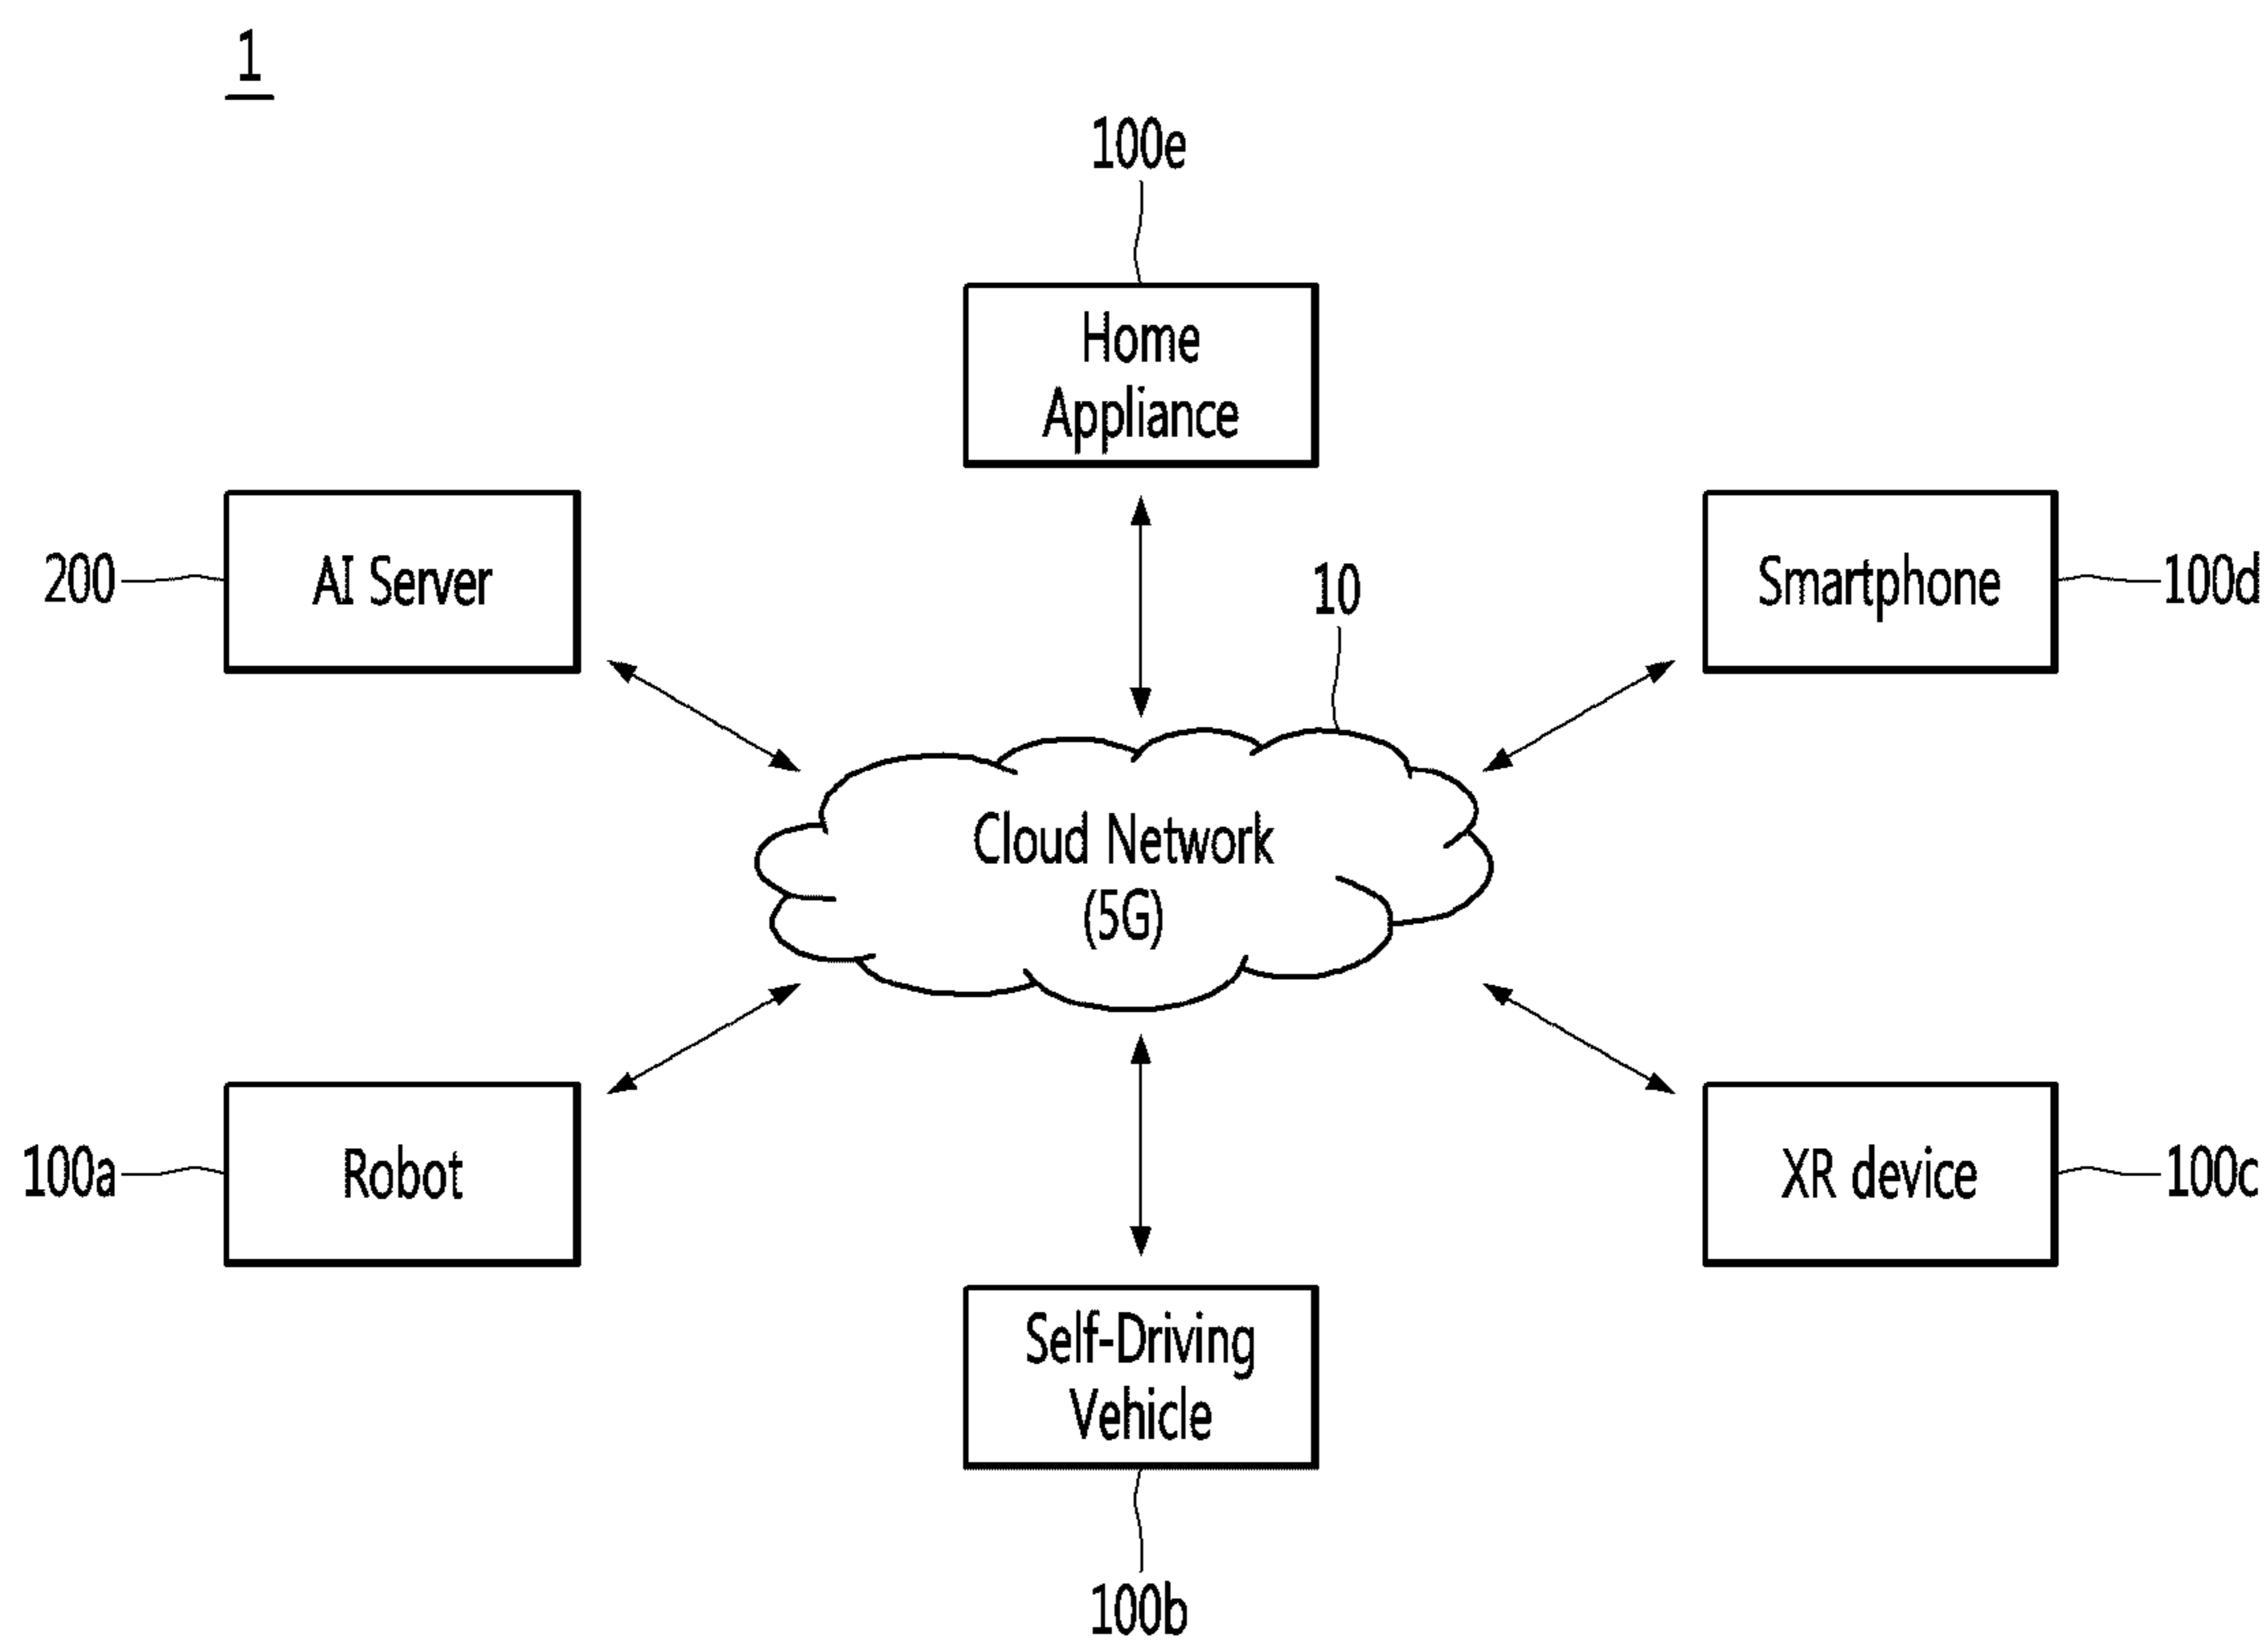 1
100e
Home
Appliance
200
AI Server
Smartphone
100d
10
Cloud Network
(5G)
100a
Robot
XR device
100c
Self-Driving
Vehicle
100b